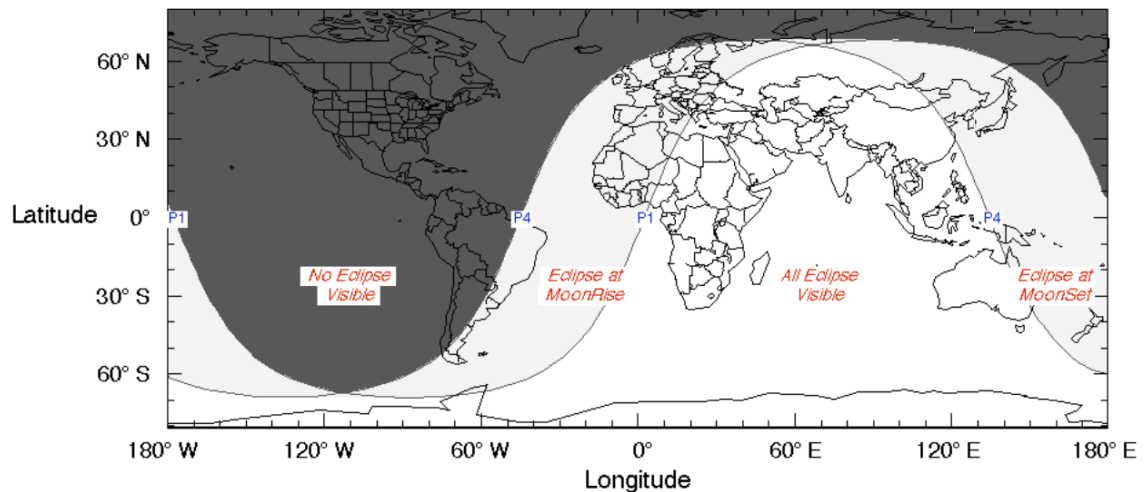 60° N
30° N
Latitude
0°
30° S
60° S
P1
P4
P1
P4
No Eclipse
Visible
Eclipse at
MoonRise
All Eclipse
Visible
Eclipse at
MoonSet
180° W
120° W
60° W
0°
60° E
120° E
180° E
Longitude